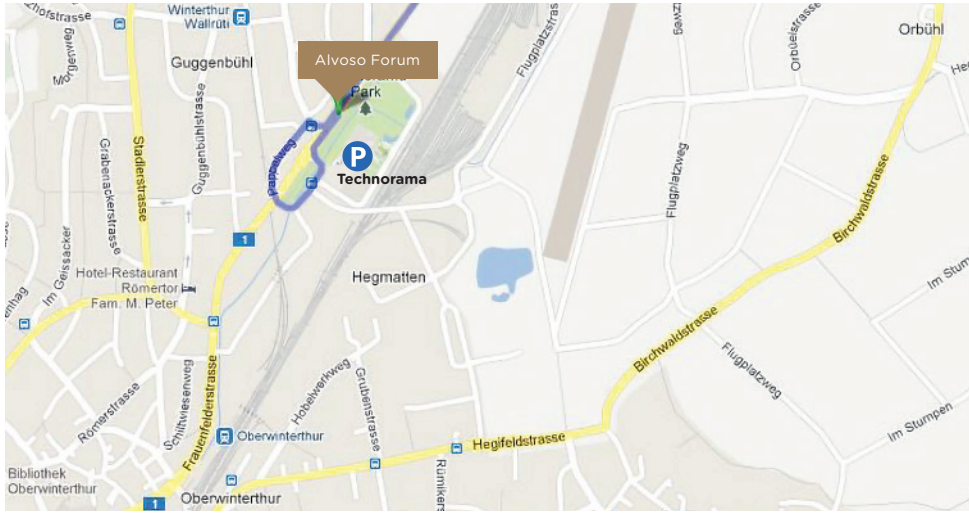 Winterthur
Wallrüti
Guggenbühl
Alvoso Forum
Park
P
Technorama
Pappelweg
Guggenbühlstrasse
Stadlerstrasse
Grabenackerstrasse
Im Geissacker
Morgenweg
1
Hotel-Restaurant
Römertor
Fam. M. Peter
Hegmatten
Flugplatzstrasse
Orbüelstrasse
Orbühl
Flugplatzweg
Birchwaldstrasse
Im Stumpen
Birchwaldstrasse
Flugplatzweg
Im Stumpen
Römerstrasse
Schiltwiesenweg
Frauenfelderstrasse
Hobelwerkweg
Grubenstrasse
Oberwinterthur
Hegifeldstrasse
Bibliothek
Oberwinterthur
1
Oberwinterthur